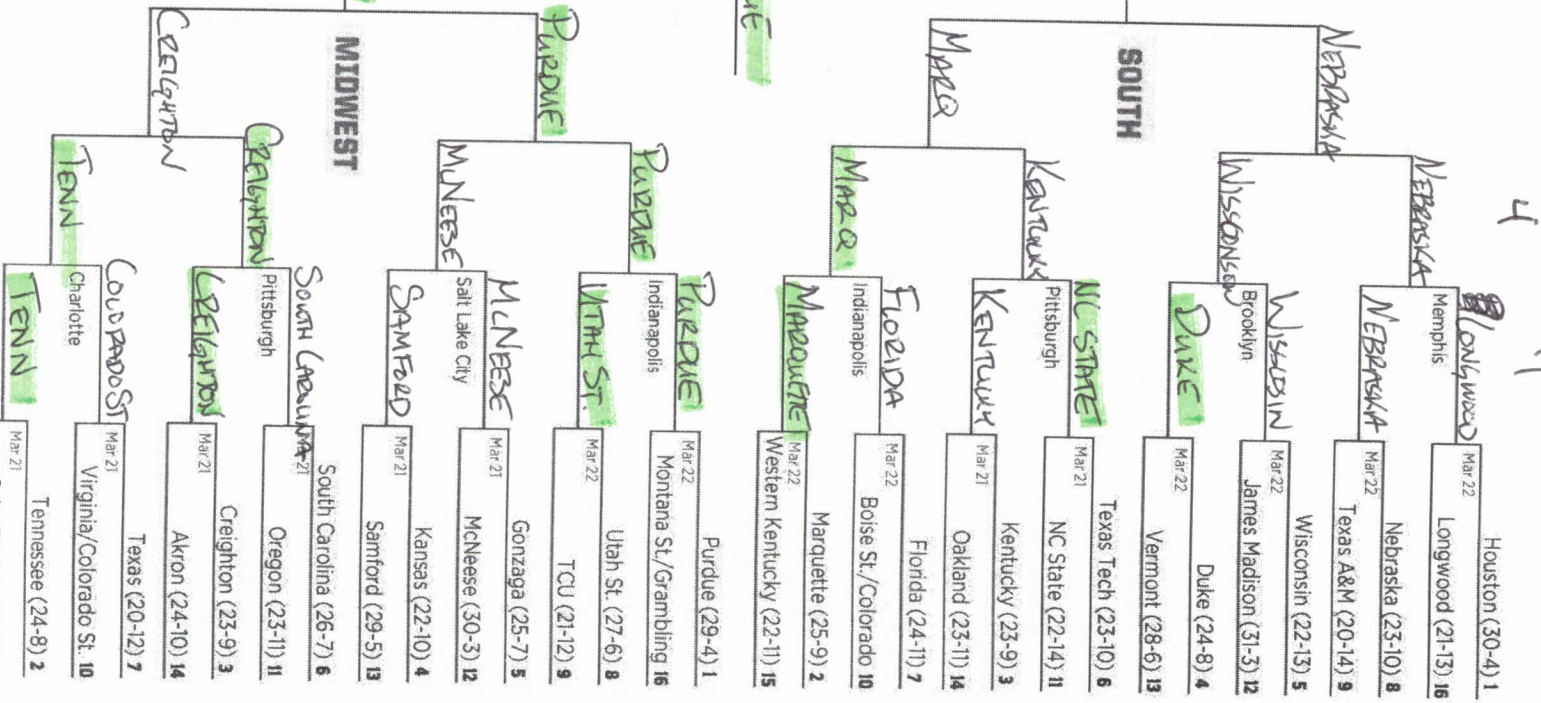 Houston (30-4) 1
4
LONGWOOD
Mar 22
Longwood (21-13) 16
Memphis
NEBRASKA
Nebraska (23-10) 8
NEBRASKA
Mar 22
Texas A&M (20-14) 9
NEBRASKA
Wisconsin (22-13) 5
WISSCOSIN
Mar 22
James Madison (31-3) 12
Brooklyn
WISSCONSON
Duke (24-8) 4
DUKE
Mar 22
Vermont (28-6) 13
SOUTH
Texas Tech (23-10) 6
NC STATE
Mar 21
NC State (22-14) 11
Pittsburgh
KENTUCKY
Kentucky (23-9) 3
KENTUCKY
Mar 21
Oakland (23-11) 14
MARQ
Florida (24-11) 7
FLORIDA
Mar 22
Boise St./Colorado 10
Indianapolis
MARQ
Marquette (25-9) 2
MARQUETTE
Mar 22
Western Kentucky (22-11) 15
UE
Purdue (29-4) 1
PURDUE
Mar 22
Montana St./Grambling 16
Indianapolis
PURDUE
Utah St. (27-6) 8
UTAH ST.
Mar 22
TCU (21-12) 9
PURDUE
Gonzaga (25-7) 5
MCNEESE
Mar 21
McNeese (30-3) 12
Salt Lake City
MCNEESE
Kansas (22-10) 4
SAMFORD
Mar 21
Samford (29-5) 13
MIDWEST
South Carolina (26-7) 6
SOUTH CAROLINA
21
Oregon (23-11) 11
Pittsburgh
CREIGHTON
Creighton (23-9) 3
CREIGHTON
Mar 21
Akron (24-10) 14
CREIGHTON
Texas (20-12) 7
COLORADO ST
Mar 21
Virginia/Colorado St. 10
Charlotte
TENN
Tennessee (24-8) 2
TENN
Mar 21